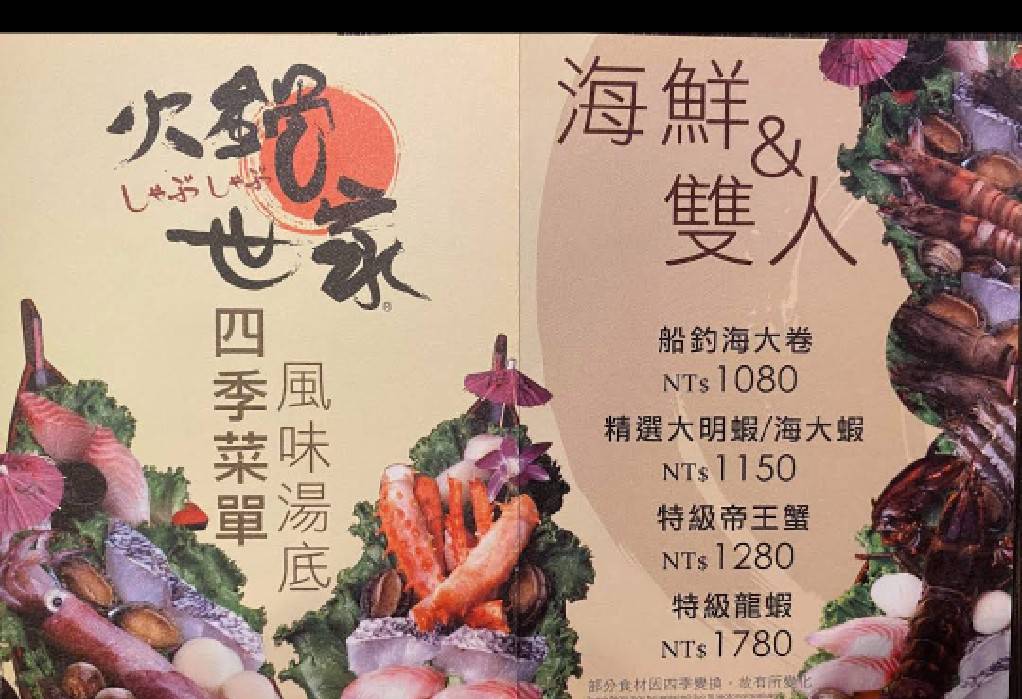 火鍋
しゃぶしゃぶ
世家
®
四季菜單
風味湯底
海鮮
&
雙人
船釣海大卷
NT$1080
精選大明蝦/海大蝦
NT$1150
特級帝王蟹
NT$1280
特級龍蝦
NT$1780
部分食材因四季變換，故有所變化